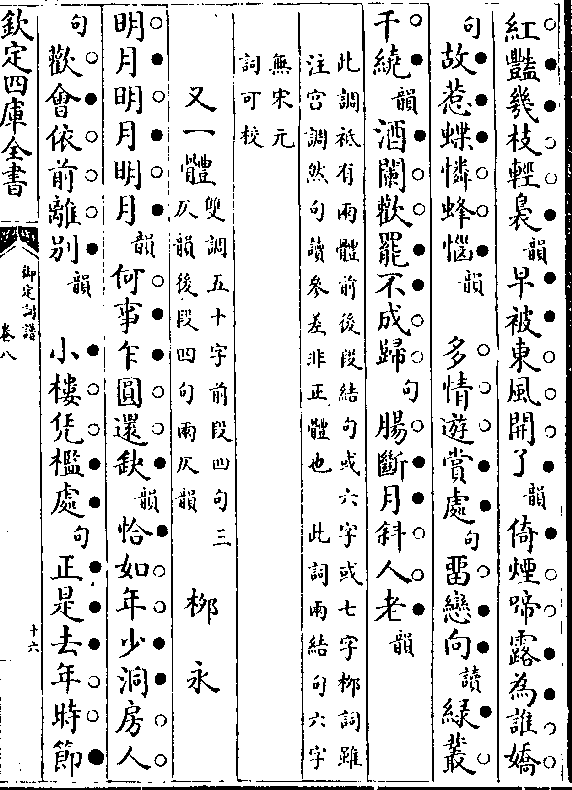 紅豔幾枝輕裊韻早被東風開了韻倚煙啼露為誰嬌
句故惹蝶憐蜂惱韻　多情遊賞處句留戀向讀綠叢
千繞韻酒闌歡罷不成歸句腸斷月斜人老韻
此調祗有兩體前後段結句或六字或七字柳詞雖
注宮調然句讀參差非正體也　此詞兩結句六字
無宋元
詞可校
又一體雙調五十字前段四句三
仄韻後段四句兩仄韻　柳永
明月明月明月韻何事乍圓還缺韻恰如年少洞房人
句歡會依前離別韻　小樓凭檻處句正是去年時節
欽定四庫全書
御定詞譜
卷八
十六